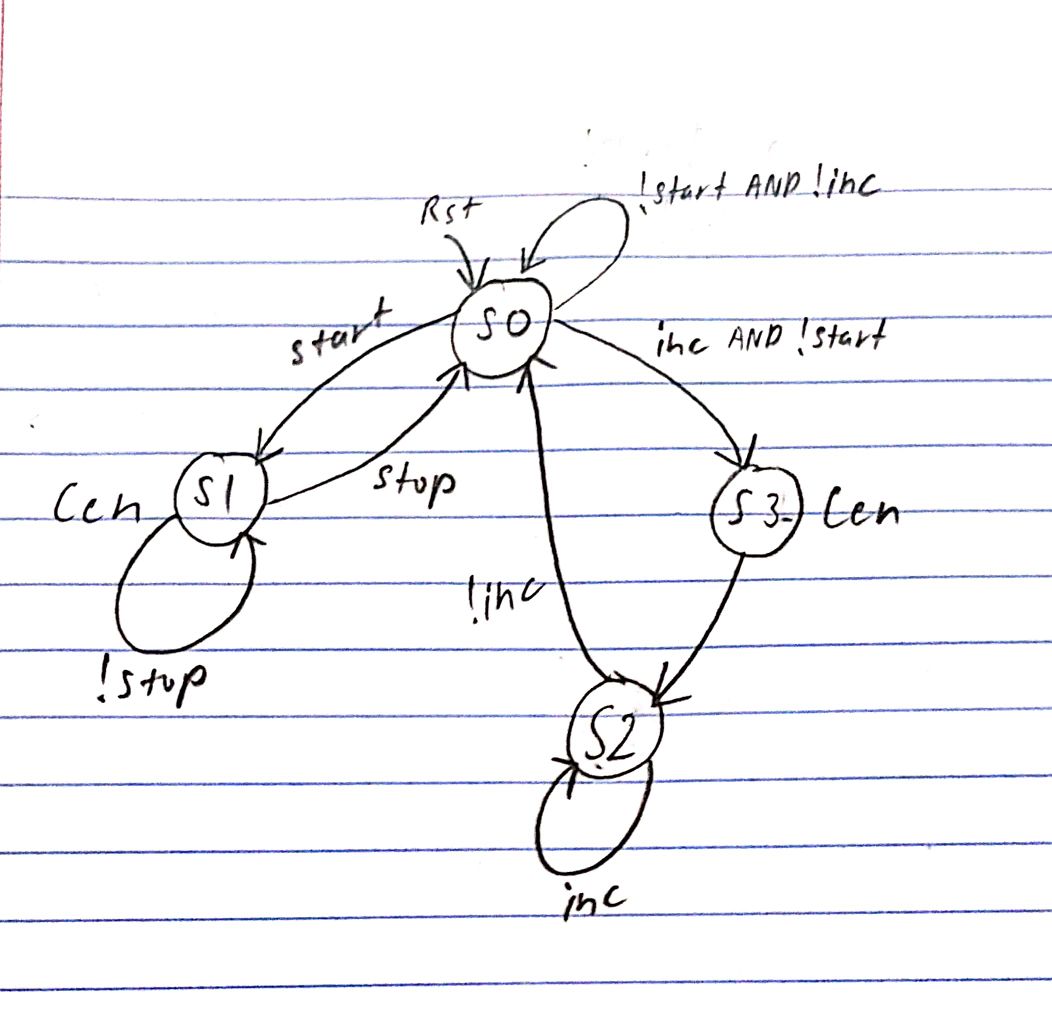 !start AND !inc
Rst
S0
start
inc AND !start
stop
S1
Cen
S3
Cen
!inc
!stop
S2
inc